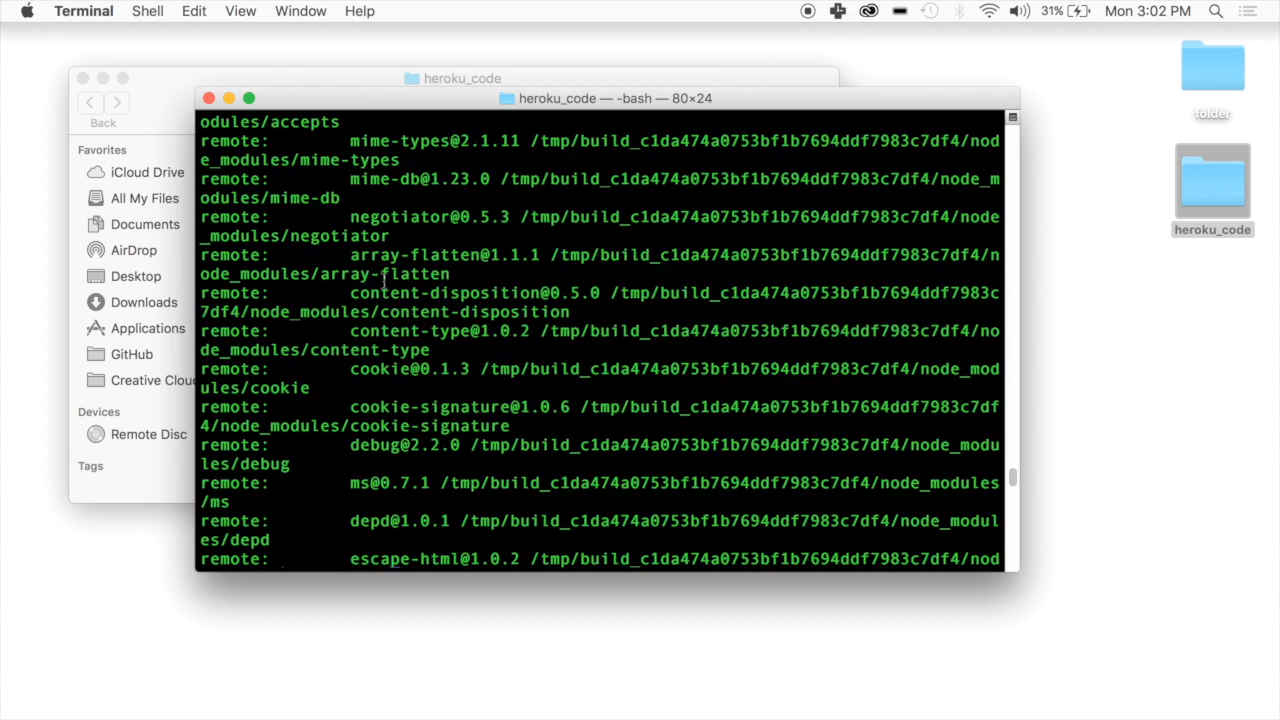 Terminal Shell Edit View Window Help 31% Mon 3:02 PM
heroku_code
heroku_code — -bash — 80×24
Back
Favorites
iCloud Drive
All My Files
Documents
AirDrop
Desktop
Downloads
Applications
GitHub
Creative Clou
Devices
Remote Disc
Tags
odules/accepts
remote: mime-types@2.1.11 /tmp/build_c1da474a0753bf1b7694ddf7983c7df4/nod
e_modules/mime-types
remote: mime-db@1.23.0 /tmp/build_c1da474a0753bf1b7694ddf7983c7df4/node_m
odules/mime-db
remote: negotiator@0.5.3 /tmp/build_c1da474a0753bf1b7694ddf7983c7df4/node
_modules/negotiator
remote: array-flatten@1.1.1 /tmp/build_c1da474a0753bf1b7694ddf7983c7df4/n
ode_modules/array-flatten
remote: content-disposition@0.5.0 /tmp/build_c1da474a0753bf1b7694ddf7983c
7df4/node_modules/content-disposition
remote: content-type@1.0.2 /tmp/build_c1da474a0753bf1b7694ddf7983c7df4/no
de_modules/content-type
remote: cookie@0.1.3 /tmp/build_c1da474a0753bf1b7694ddf7983c7df4/node_mod
ules/cookie
remote: cookie-signature@1.0.6 /tmp/build_c1da474a0753bf1b7694ddf7983c7df
4/node_modules/cookie-signature
remote: debug@2.2.0 /tmp/build_c1da474a0753bf1b7694ddf7983c7df4/node_modu
les/debug
remote: ms@0.7.1 /tmp/build_c1da474a0753bf1b7694ddf7983c7df4/node_modules
/ms
remote: depd@1.0.1 /tmp/build_c1da474a0753bf1b7694ddf7983c7df4/node_modul
es/depd
remote: escape-html@1.0.2 /tmp/build_c1da474a0753bf1b7694ddf7983c7df4/nod
folder
heroku_code